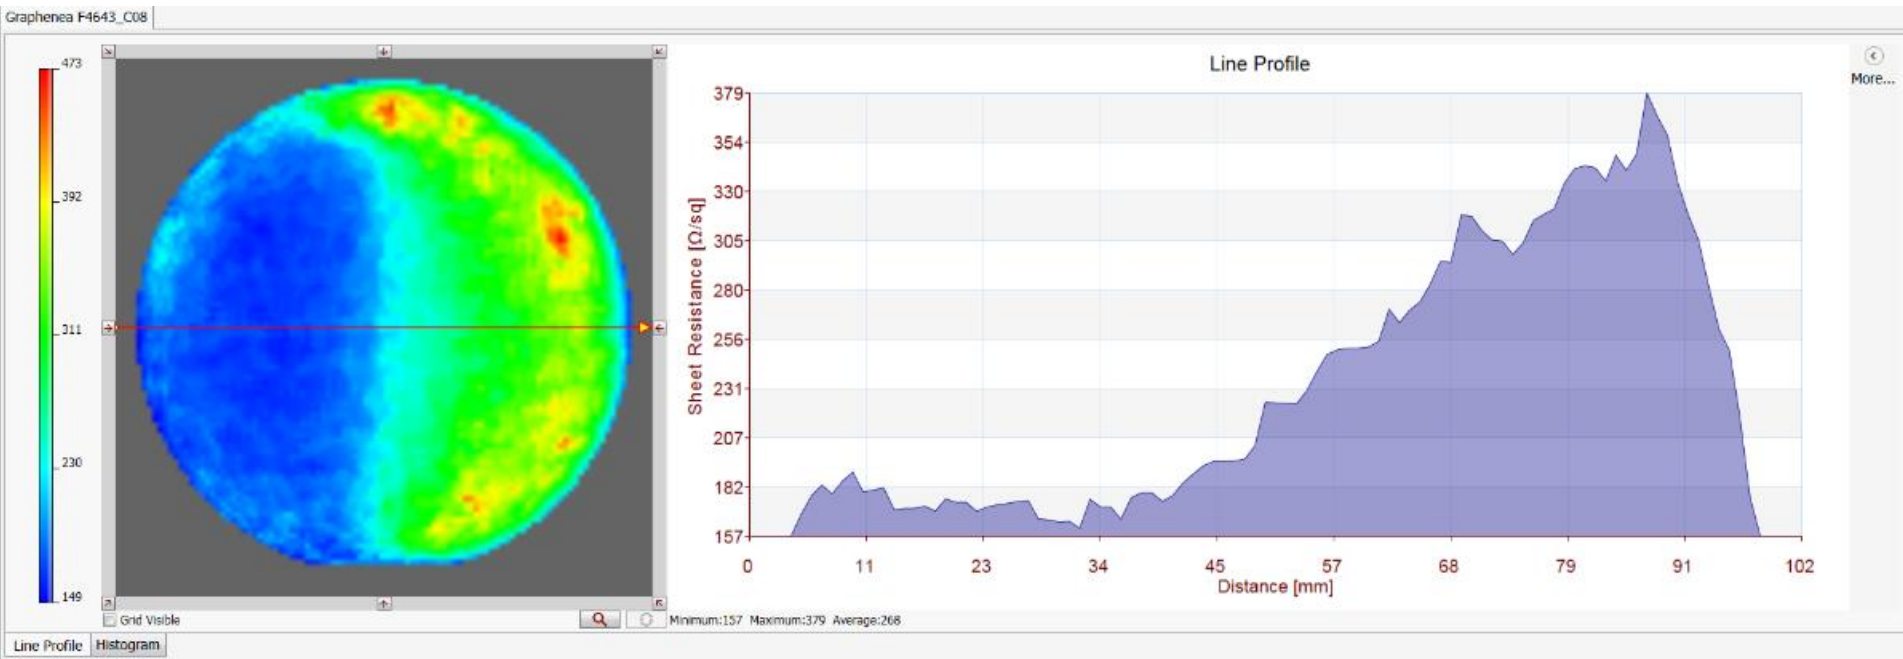 Graphenea F4643_C08
473
392
311
230
149
Grid Visible
Line Profile
More...
Sheet Resistance [Ω/sq]
379
354
330
305
280
256
231
207
182
157
0 11 23 34 45 57 68 79 91 102
Distance [mm]
Minimum:157 Maximum:379 Average:268
Line Profile Histogram